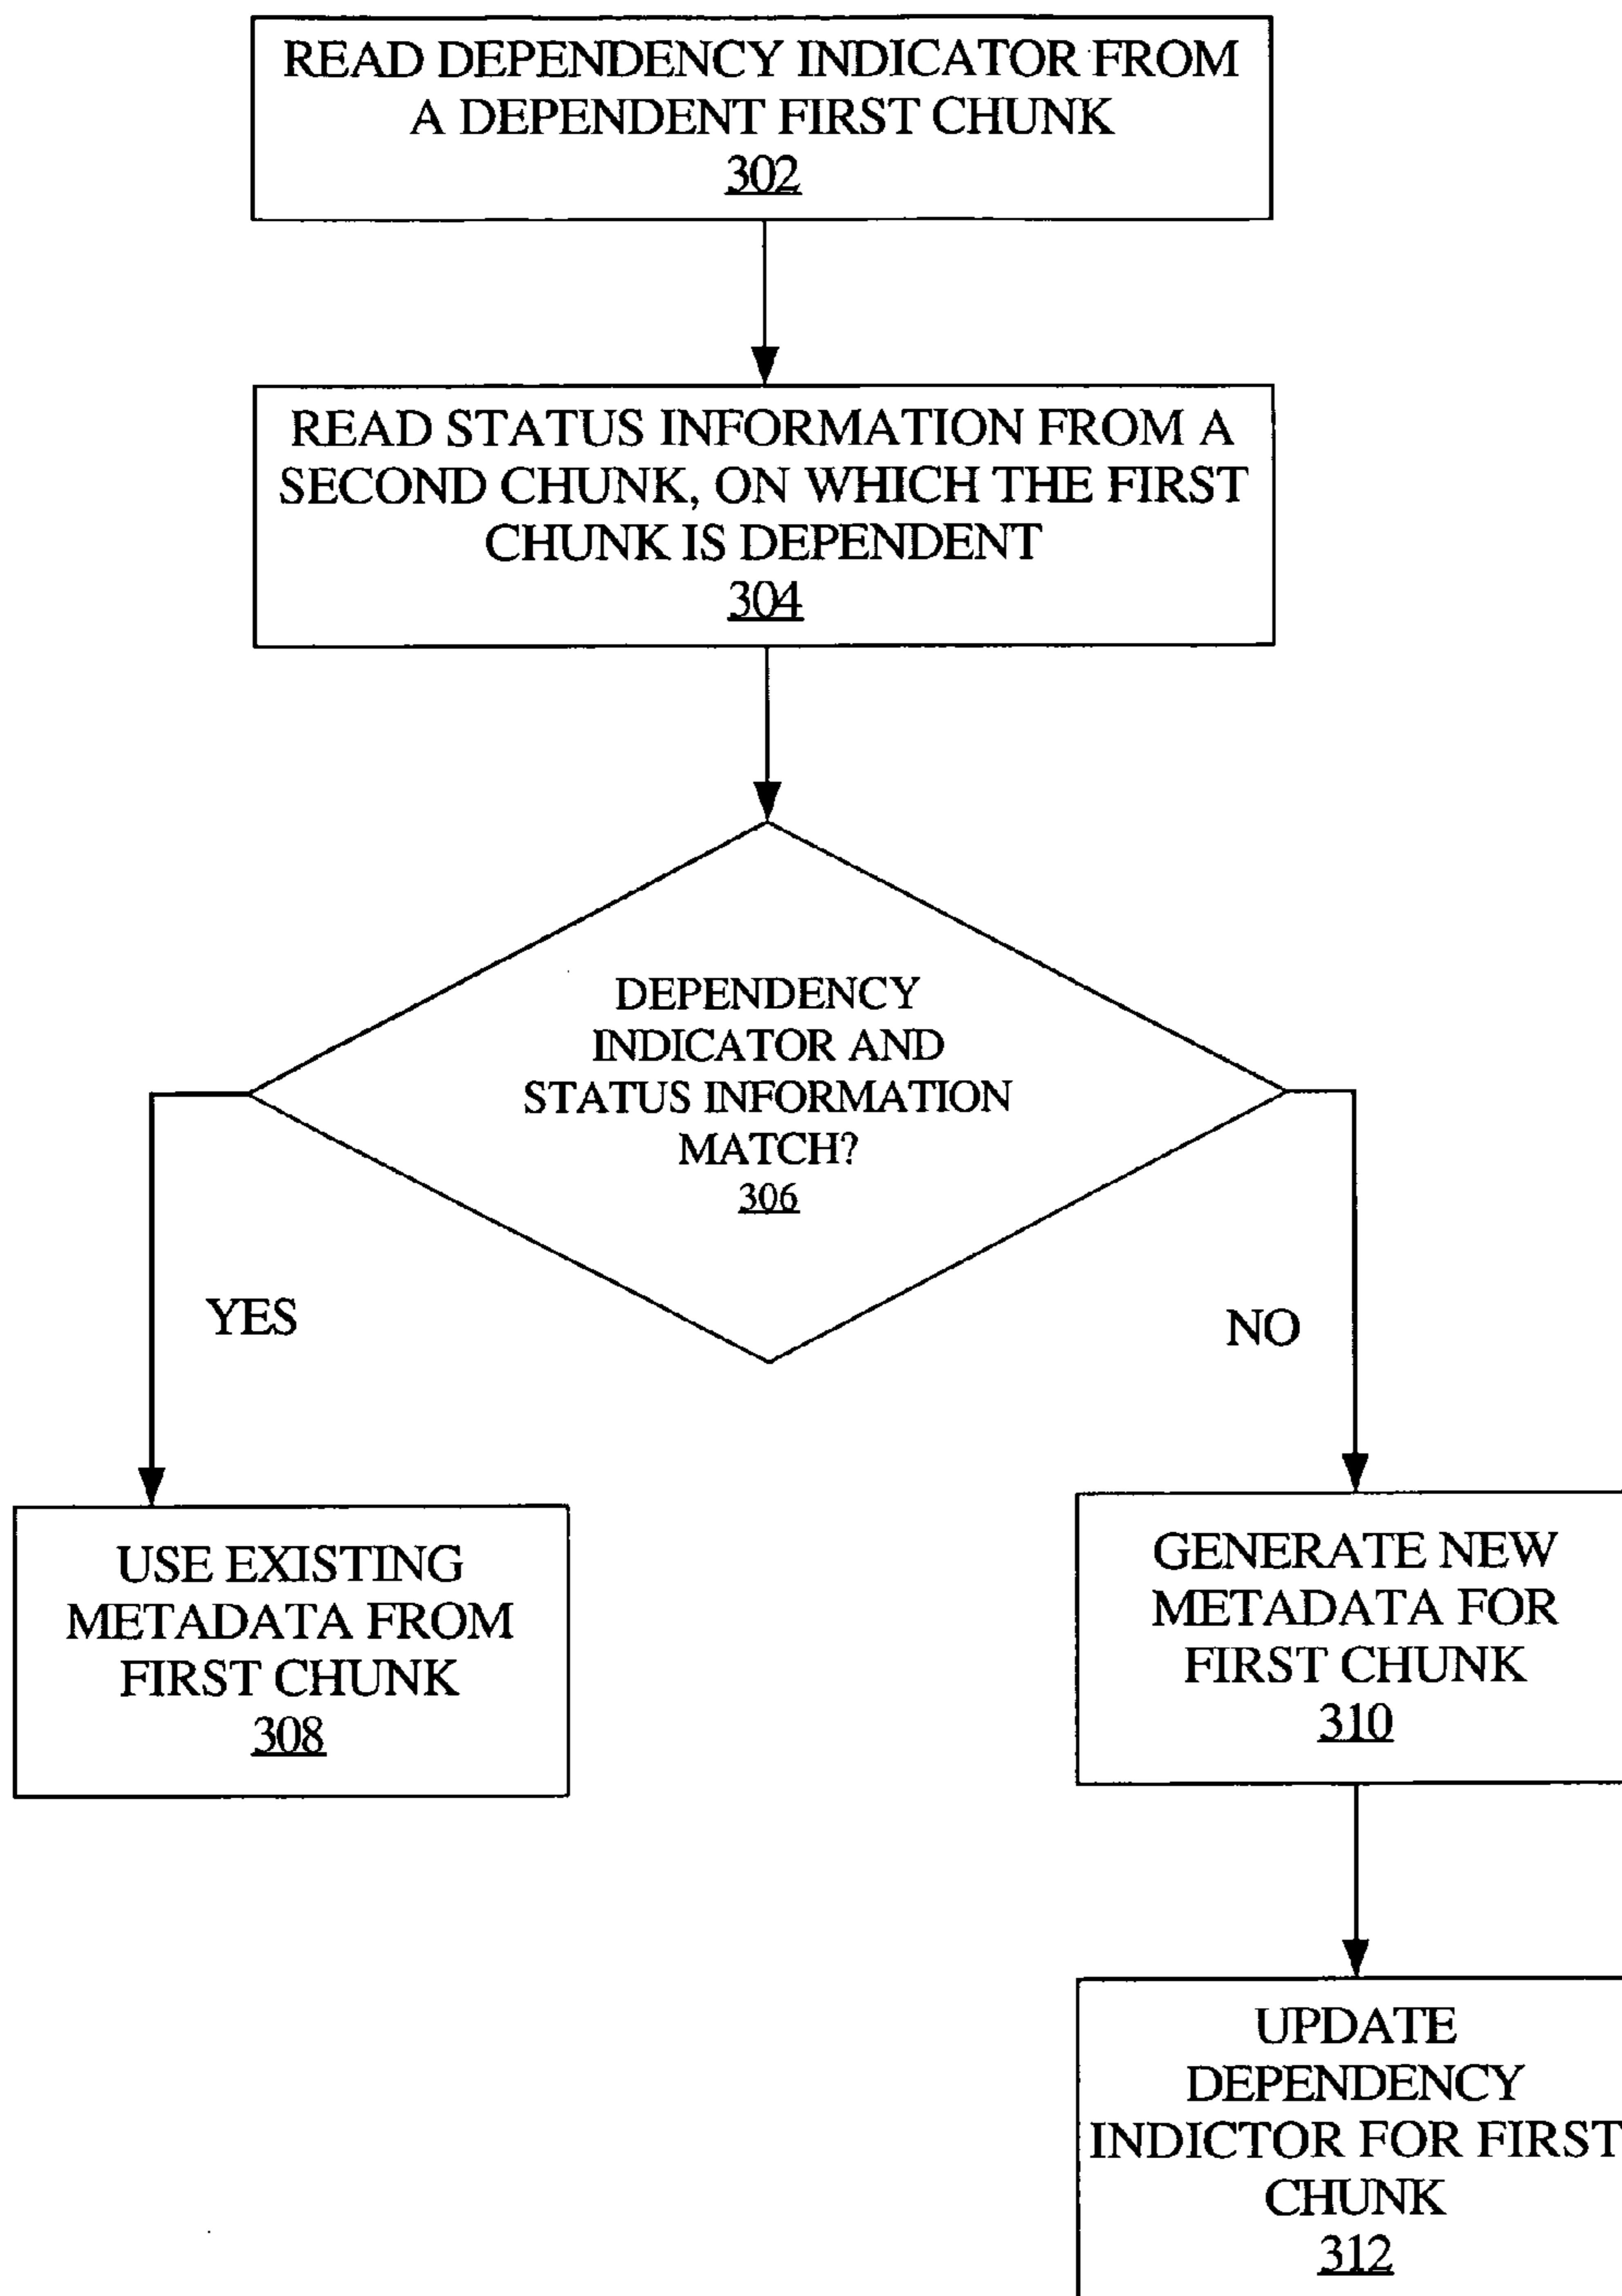 READ DEPENDENCY INDICATOR FROM
A DEPENDENT FIRST CHUNK
302
READ STATUS INFORMATION FROM A
SECOND CHUNK, ON WHICH THE FIRST
CHUNK IS DEPENDENT
304
DEPENDENCY
INDICATOR AND
STATUS INFORMATION
MATCH?
306
YES
NO
USE EXISTING
METADATA FROM
FIRST CHUNK
308
GENERATE NEW
METADATA FOR
FIRST CHUNK
310
UPDATE
DEPENDENCY
INDICTOR FOR FIRST
CHUNK
312